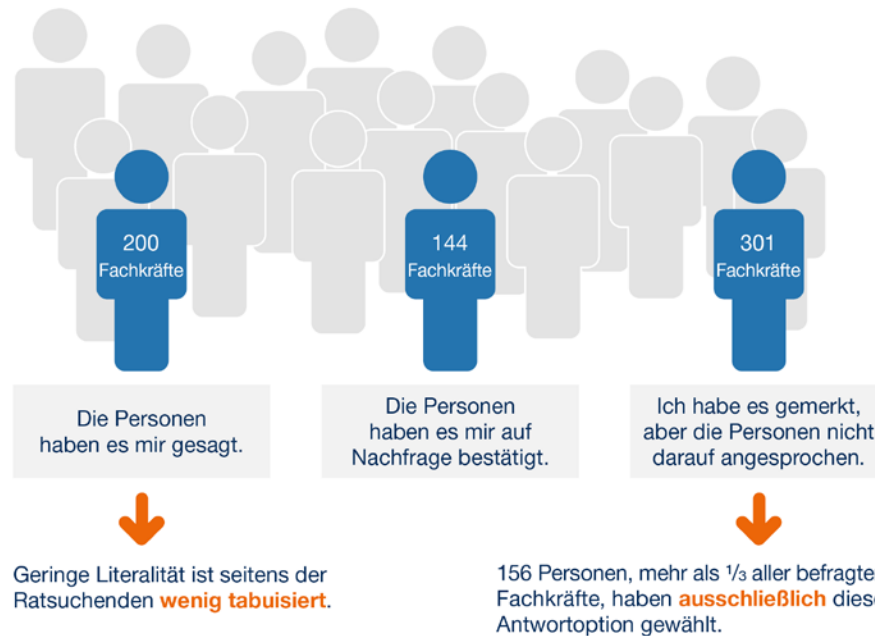 200
Fachkräfte
144
Fachkräfte
301
Fachkräfte
Die Personen
haben es mir gesagt.
Die Personen
haben es mir auf
Nachfrage bestätigt.
Ich habe es gemerkt,
aber die Personen nicht
darauf angesprochen.
Geringe Literalität ist seitens der
Ratsuchenden wenig tabuisiert.
156 Personen, mehr als 1/3 aller befragte
Fachkräfte, haben ausschließlich diese
Antwortoption gewählt.